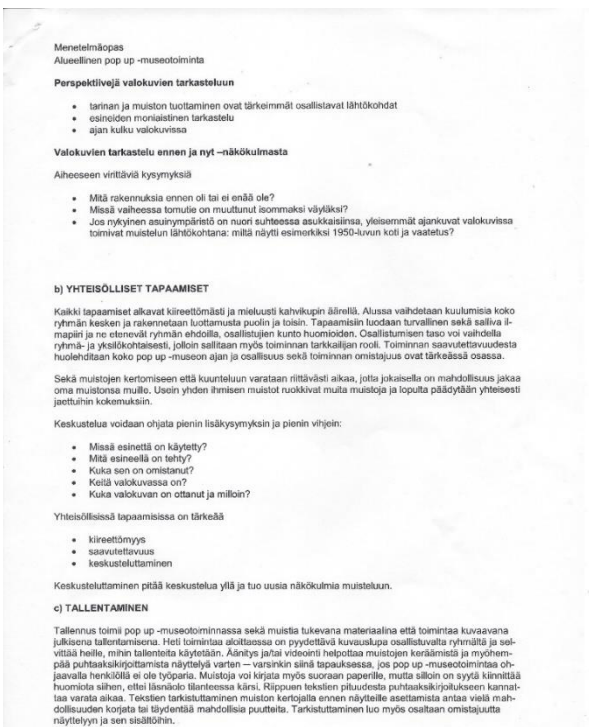 Menetelmäopas
Alueellinen pop up -museotoiminta
Perspektiivejä valokuvien tarkasteluun
• tarinan ja muiston tuottaminen ovat tärkeimmät osallistavat lähtökohdat
• esineiden moniaistinen tarkastelu
• ajan kulku valokuvissa
Valokuvien tarkastelu ennen ja nyt –näkökulmasta
Aiheeseen virittäviä kysymyksiä
• Mitä rakennuksia ennen oli tai ei enää ole?
• Missä vaiheessa tomutie on muuttunut isommaksi väyläksi?
• Jos nykyinen asuinympäristö on nuori suhteessa asukkaisiinsa, yleisemmät ajankuvat valokuvissa
toimivat muistelun lähtökohtana: miltä näytti esimerkiksi 1950-luvun koti ja vaatetus?
b) YHTEISÖLLISET TAPAAMISET
Kaikki tapaamiset alkavat kiireettömästi ja mieluusti kahvikupin äärellä. Alussa vaihdetaan kuulumisia koko
ryhmän kesken ja rakennetaan luottamusta puolin ja toisin. Tapaamisiin luodaan turvallinen sekä salliva il-
mapiiri ja ne etenevät ryhmän ehdoilla, osallistujien kunto huomioiden. Osallistumisen taso voi vaihdella
ryhmä- ja yksilökohtaisesti, jolloin sallitaan myös toiminnan tarkkailijan rooli. Toiminnan saavutettavuudesta
huolehditaan koko pop up -museon ajan ja osallisuus sekä toiminnan omistajuus ovat tärkeässä osassa.
Sekä muistojen kertomiseen että kuunteluun varataan riittävästi aikaa, jotta jokaisella on mahdollisuus jakaa
oma muistonsa muille. Usein yhden ihmisen muistot ruokkivat muita muistoja ja lopulta päädytään yhteisesti
jaettuihin kokemuksiin.
Keskustelua voidaan ohjata pienin lisäkysymyksin ja pienin vihjein:
• Missä esinettä on käytetty?
• Mitä esineellä on tehty?
• Kuka sen on omistanut?
• Keitä valokuvassa on?
• Kuka valokuvan on ottanut ja milloin?
Yhteisöllisissä tapaamisissa on tärkeää
• kiireettömyys
• saavutettavuus
• keskusteluttaminen
Keskusteluttaminen pitää keskustelua yllä ja tuo uusia näkökulmia muisteluun.
c) TALLENTAMINEN
Tallennus toimii pop up -museotoiminnassa sekä muistia tukevana materiaalina että toimintaa kuvaavana
julkisena tallentamisena. Heti toimintaa aloittaessa on pyydettävä kuvauslupa osallistuvalta ryhmältä ja sel-
vittää heille, mihin tallenteita käytetään. Äänitys ja/tai videointi helpottaa muistojen keräämistä ja myöhem-
pää puhtaaksikirjoittamista näyttelyä varten — varsinkin siinä tapauksessa, jos pop up -museotoimintaa oh-
jaavalla henkilöllä ei ole työparia. Muistoja voi kirjata myös suoraan paperille, mutta silloin on syytä kiinnittää
huomiota siihen, ettei läsnäolo tilanteessa kärsi. Riippuen tekstien pituudesta puhtaaksikirjoitukseen kannat-
taa varata aikaa. Tekstien tarkistuttaminen muiston kertojalla ennen näytteille asettamista antaa vielä mah-
dollisuuden korjata tai täydentää mahdollisia puutteita. Tarkistuttaminen luo myös osaltaan omistajuutta
näyttelyyn ja sen sisältöihin.